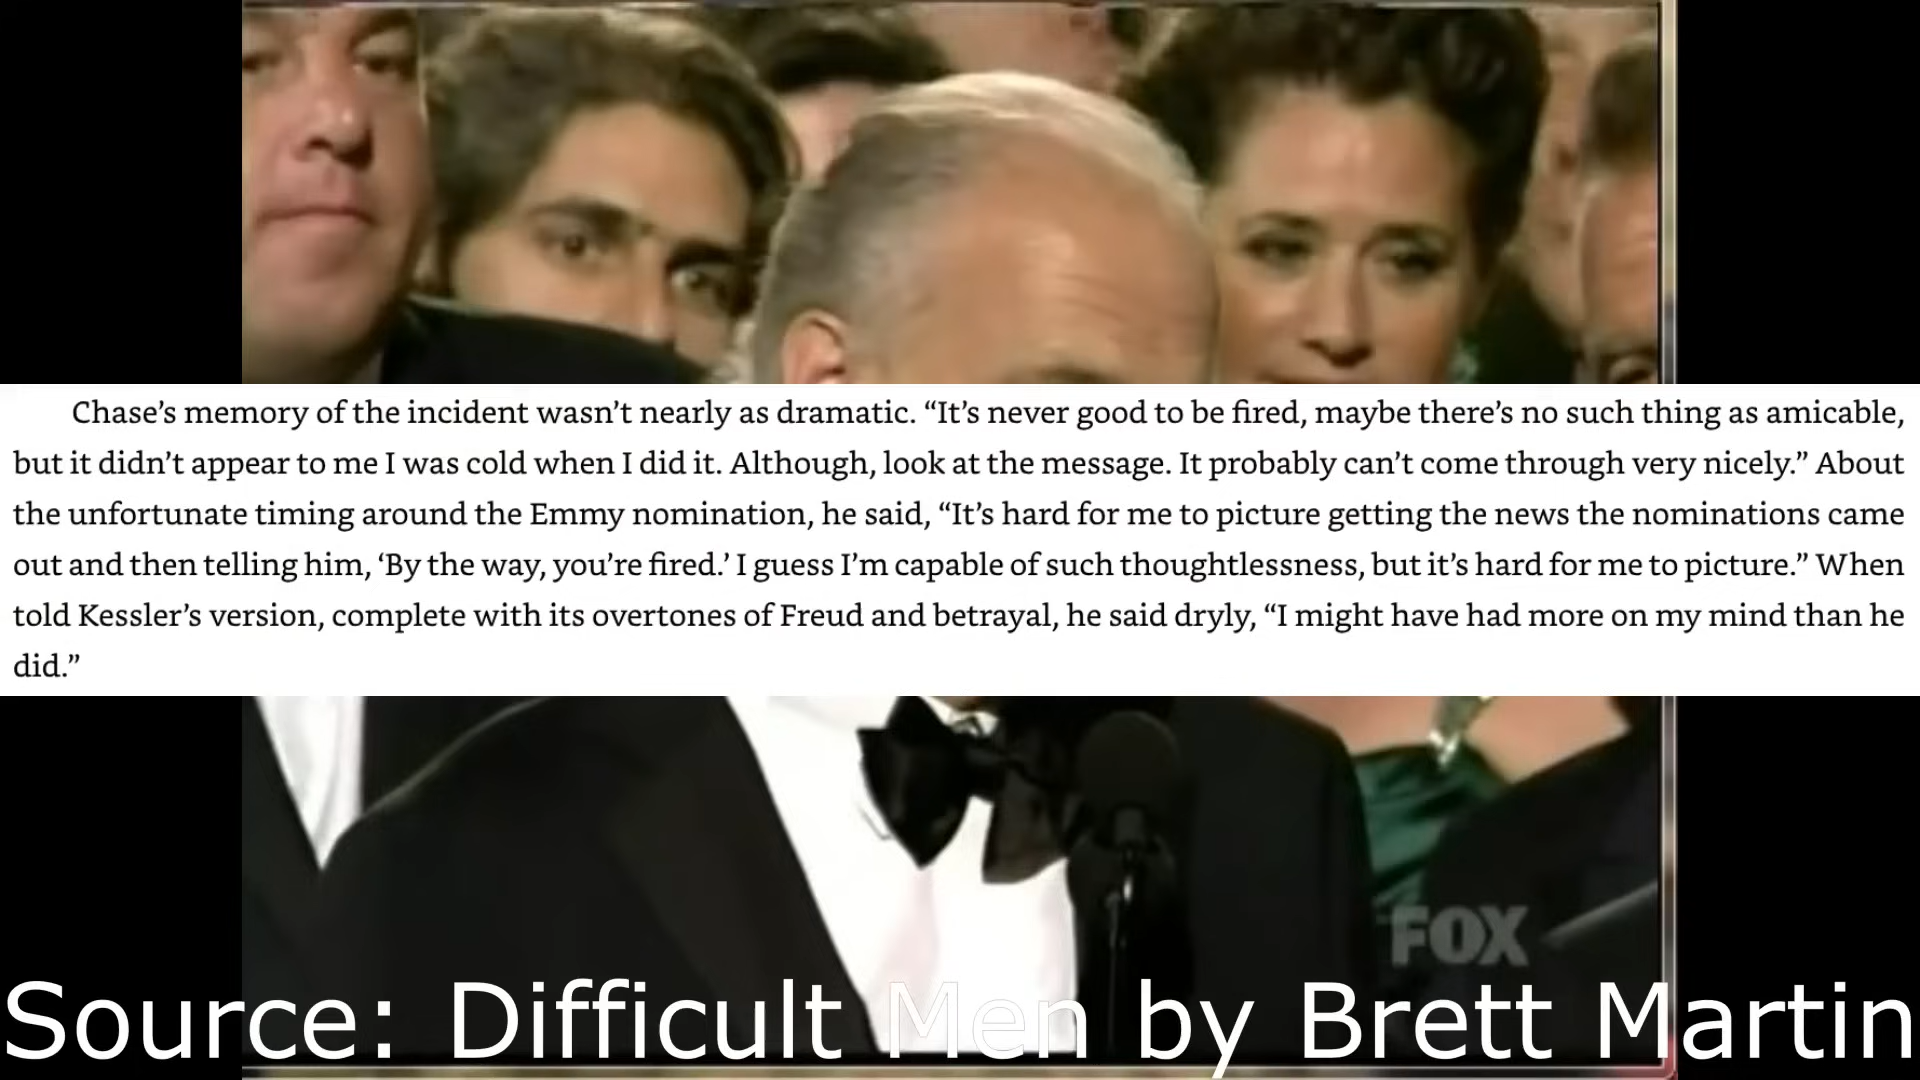 Chase’s memory of the incident wasn’t nearly as dramatic. “It’s never good to be fired, maybe there’s no such thing as amicable,
but it didn’t appear to me I was cold when I did it. Although, look at the message. It probably can’t come through very nicely.” About
the unfortunate timing around the Emmy nomination, he said, “It’s hard for me to picture getting the news the nominations came
out and then telling him, ‘By the way, you’re fired.’ I guess I’m capable of such thoughtlessness, but it’s hard for me to picture.” When
told Kessler’s version, complete with its overtones of Freud and betrayal, he said dryly, “I might have had more on my mind than he
did.”
FOX
Source: Difficult Men by Brett Martin